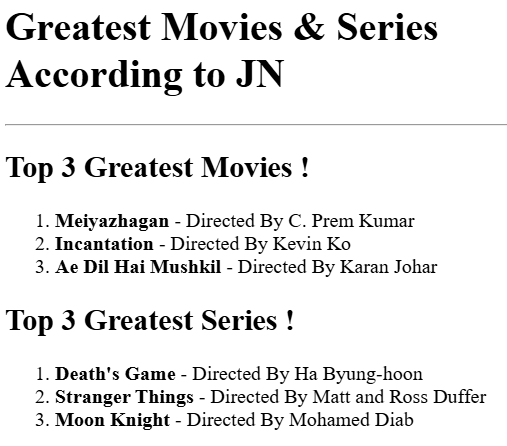 Greatest Movies & Series
According to JN
Top 3 Greatest Movies !
1. Meiyazhagan - Directed By C. Prem Kumar
2. Incantation - Directed By Kevin Ko
3. Ae Dil Hai Mushkil - Directed By Karan Johar
Top 3 Greatest Series !
1. Death's Game - Directed By Ha Byung-hoon
2. Stranger Things - Directed By Matt and Ross Duffer
3. Moon Knight - Directed By Mohamed Diab